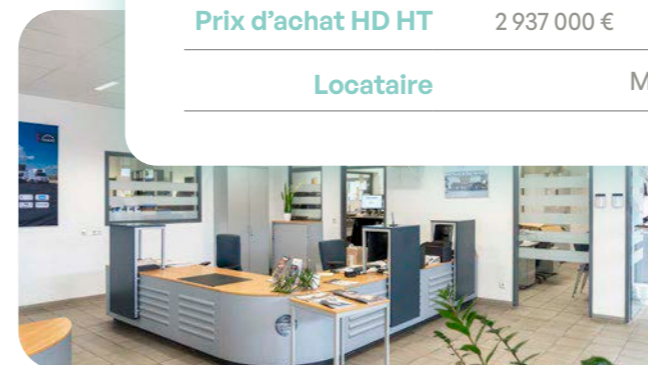 Prix d’achat HD HT 2 937 000 €
Locataire M